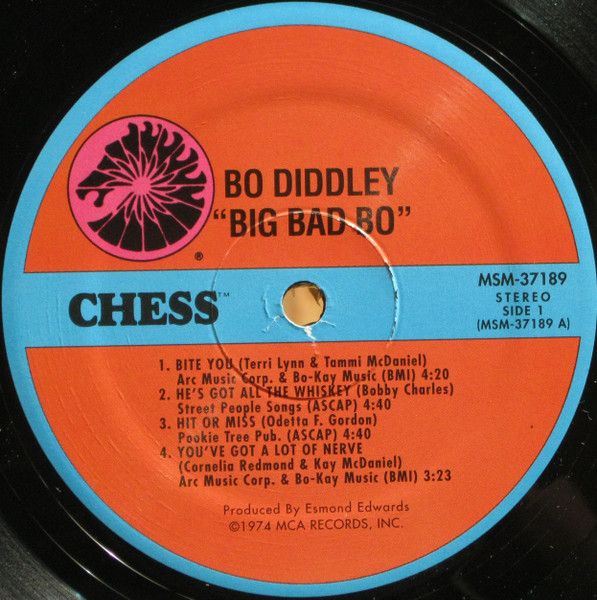 BO DIDDLEY
"BIG BAD BO"
®
CHESS™
MSM-37189
STEREO
SIDE 1
(MSM-37189 A)
1. BITE YOU (Terri Lynn & Tammi McDaniel)
Arc Music Corp. & Bo-Kay Music (BMI) 4:20
2. HE'S GOT ALL THE WHISKEY (Bobby Charles)
Street People Songs (ASCAP) 4:40
3. HIT OR MISS (Odetta F. Gordon)
Pookie Tree Pub. (ASCAP) 4:40
4. YOU'VE GOT A LOT OF NERVE
(Cornelia Redmond & Kay McDaniel)
Arc Music Corp. & Bo-Kay Music (BMI) 3:23
Produced By Esmond Edwards
©1974 MCA RECORDS, INC.